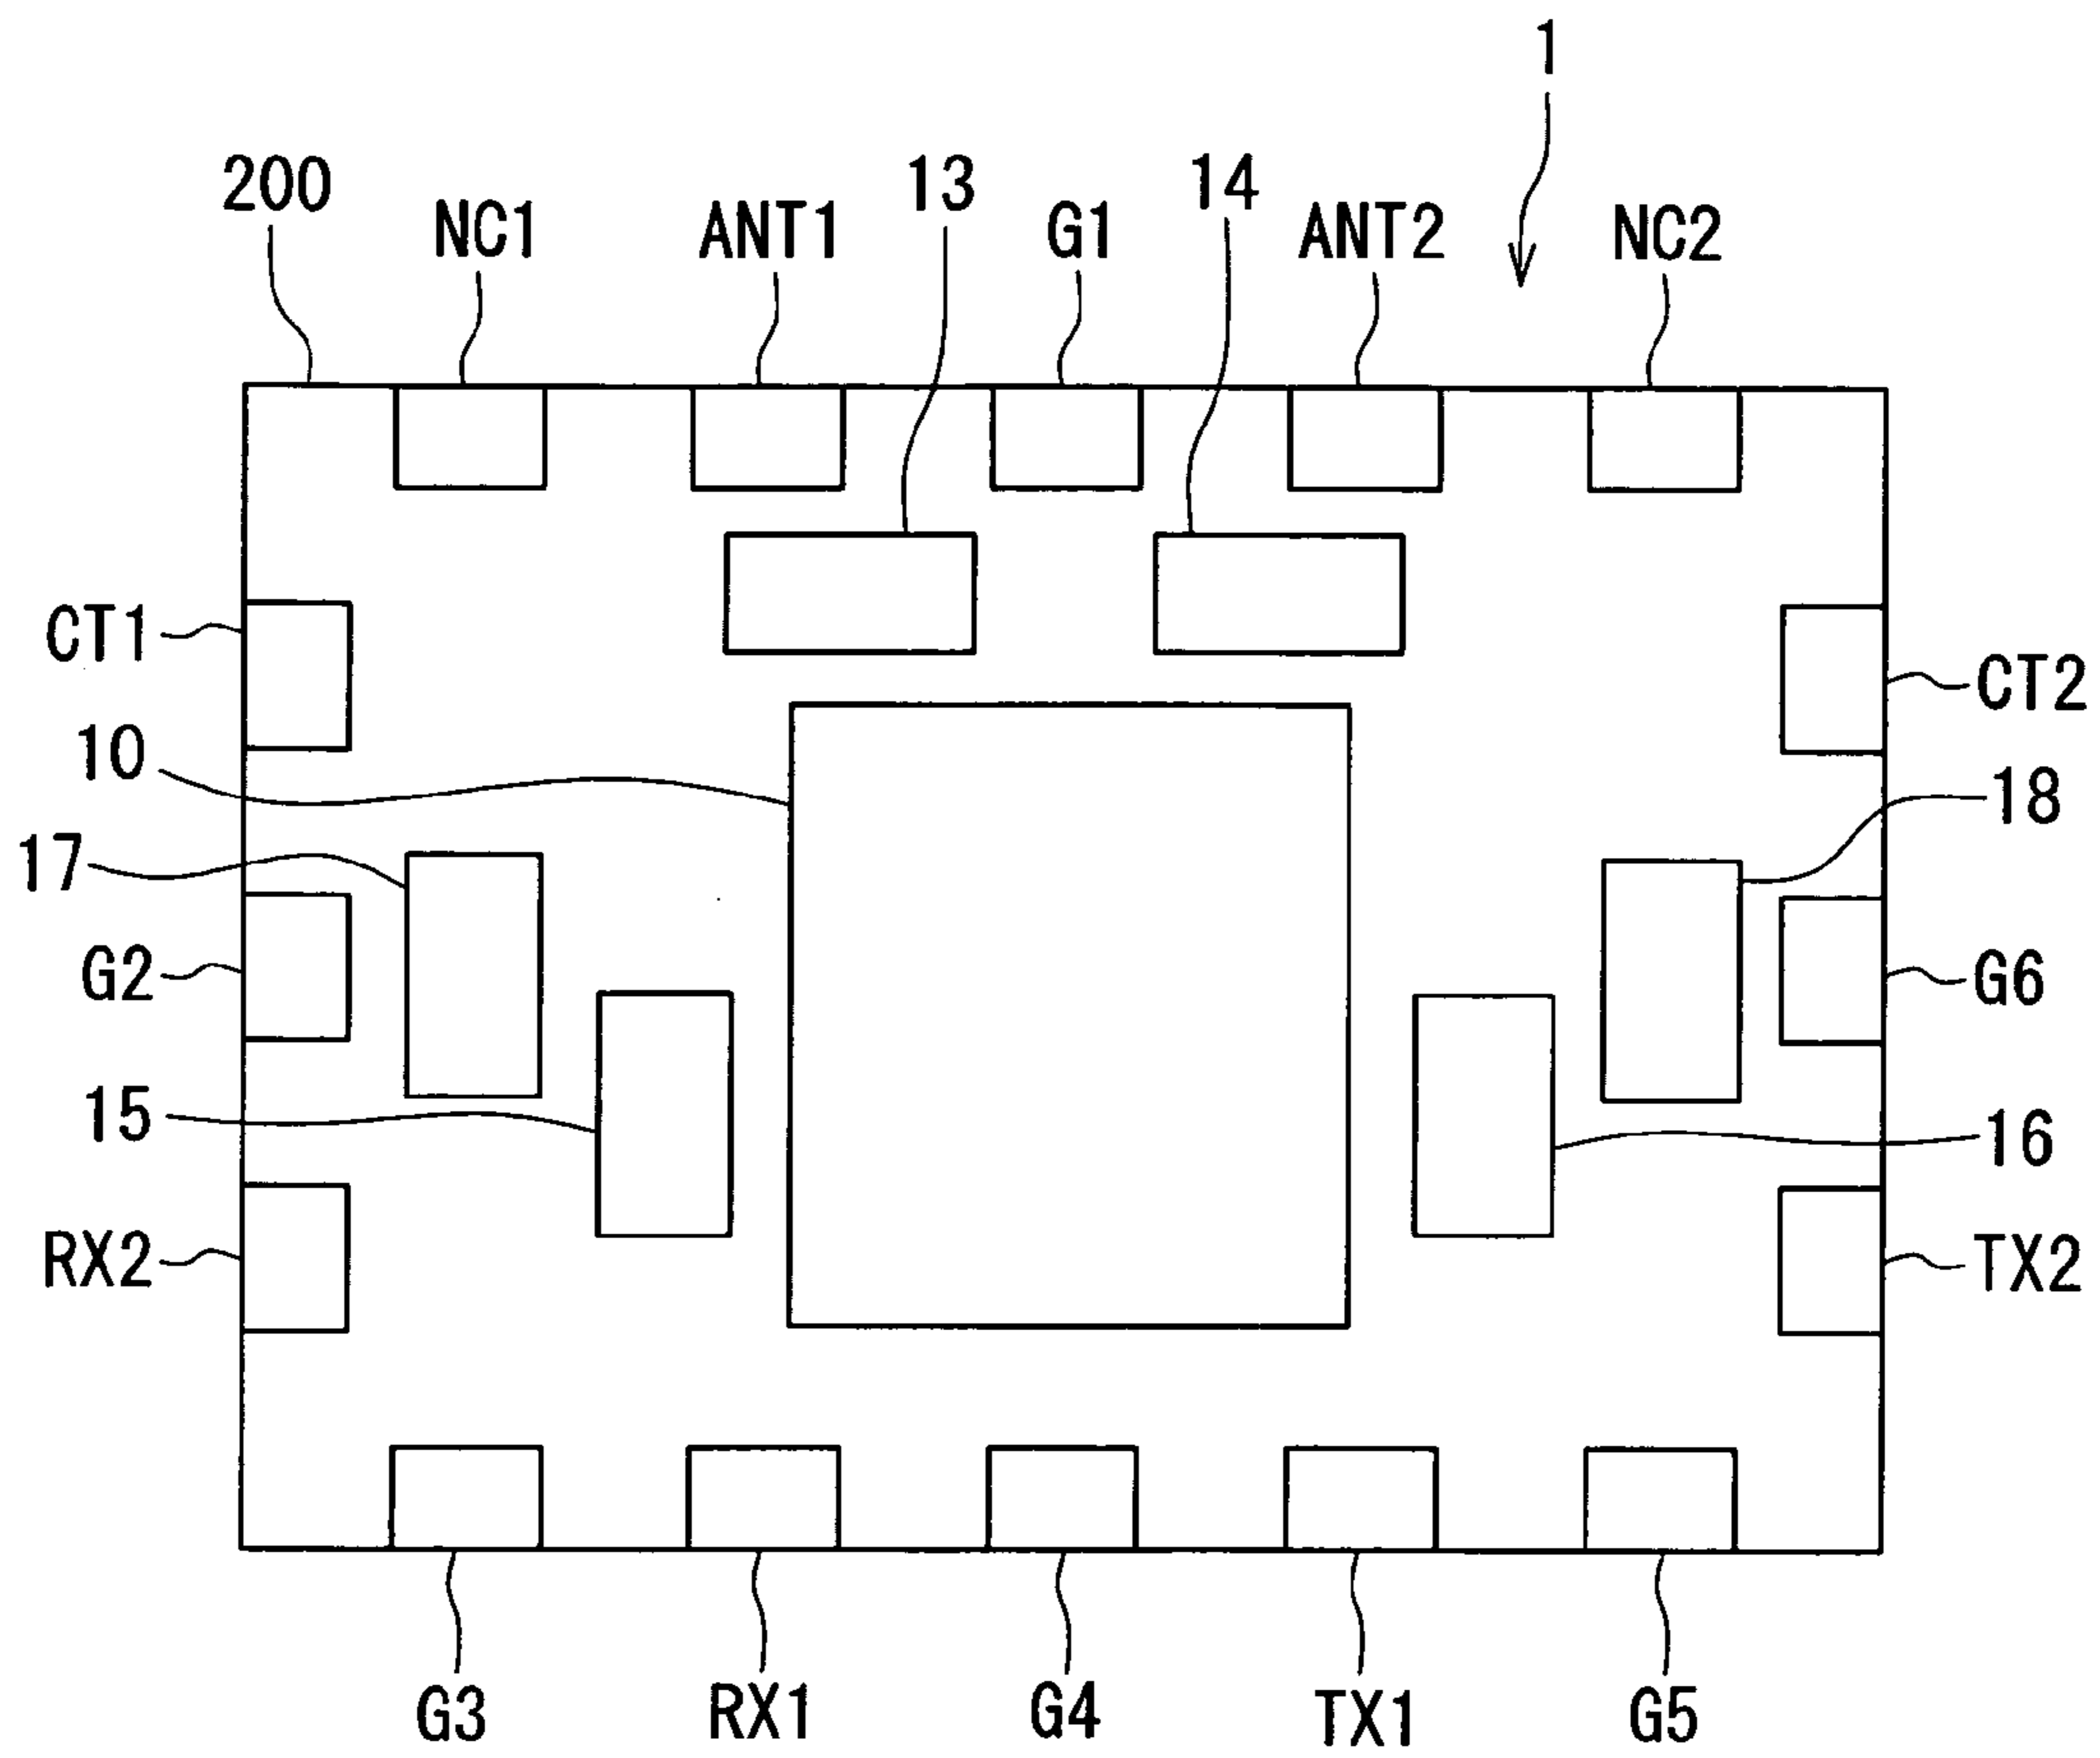 1
200 NC1 ANT1 13 G1 14 ANT2 NC2
CT1
CT2
10
18
17
G2
G6
15
16
RX2
TX2
G3 RX1 G4 TX1 G5